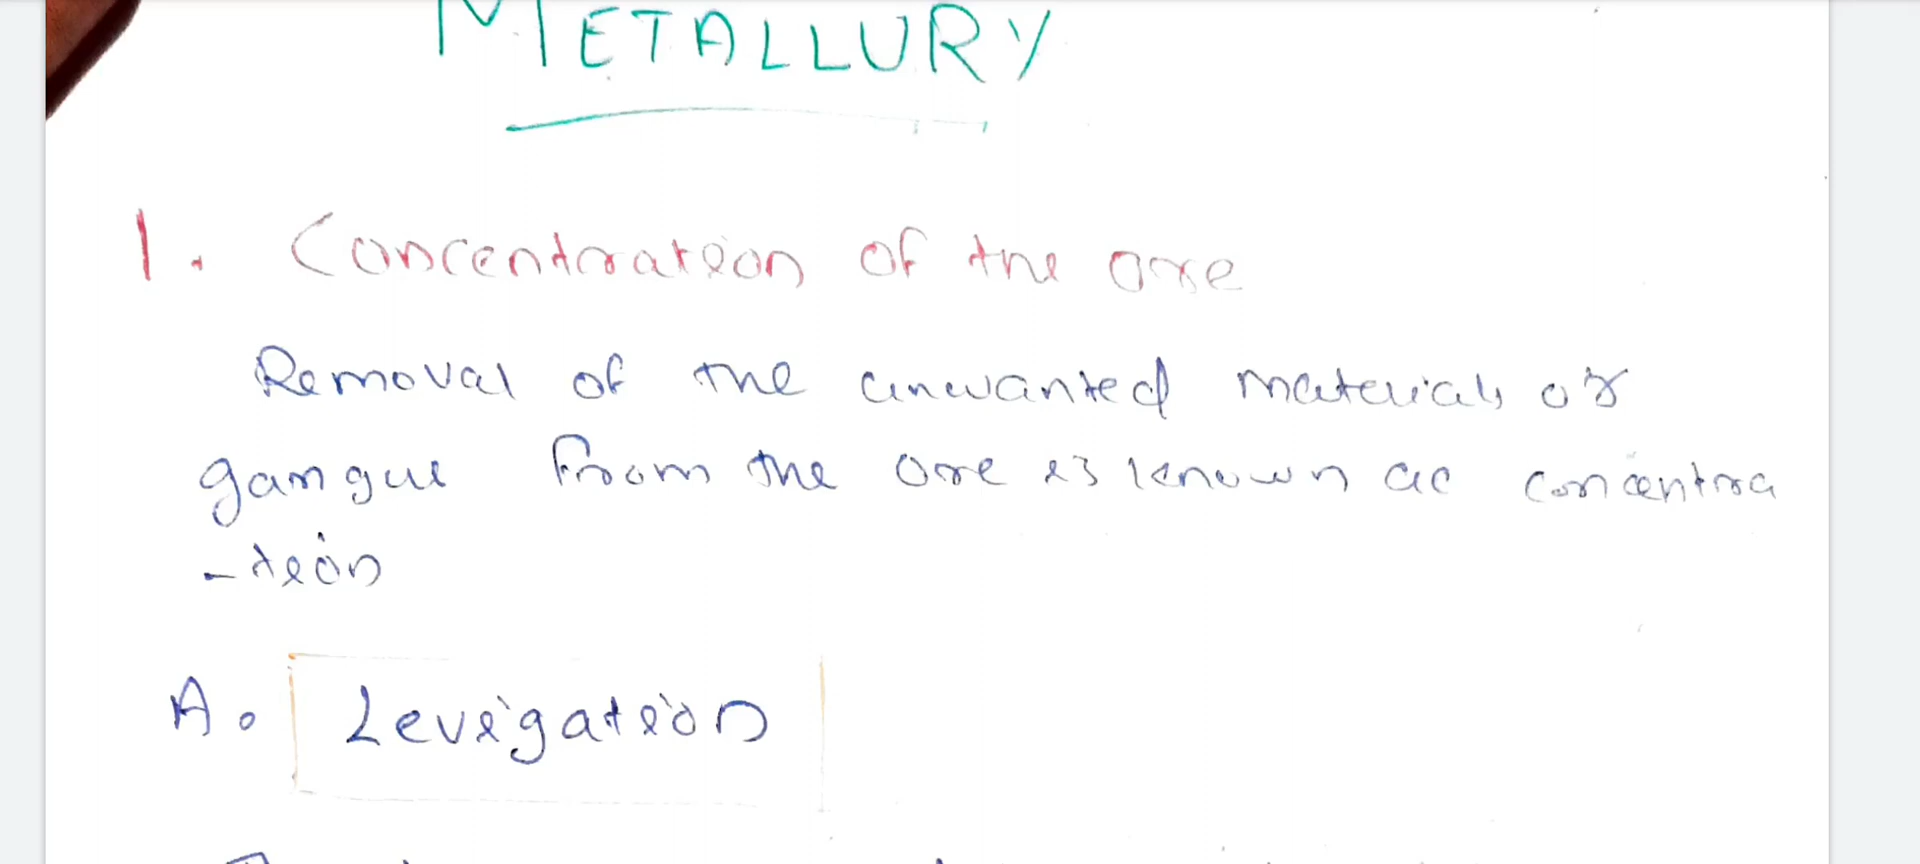 METALLURY
1. Concentration of the ore
Removal of the unwanted materials or
gangue from the ore is known as concentra
-tion
A. Levigation